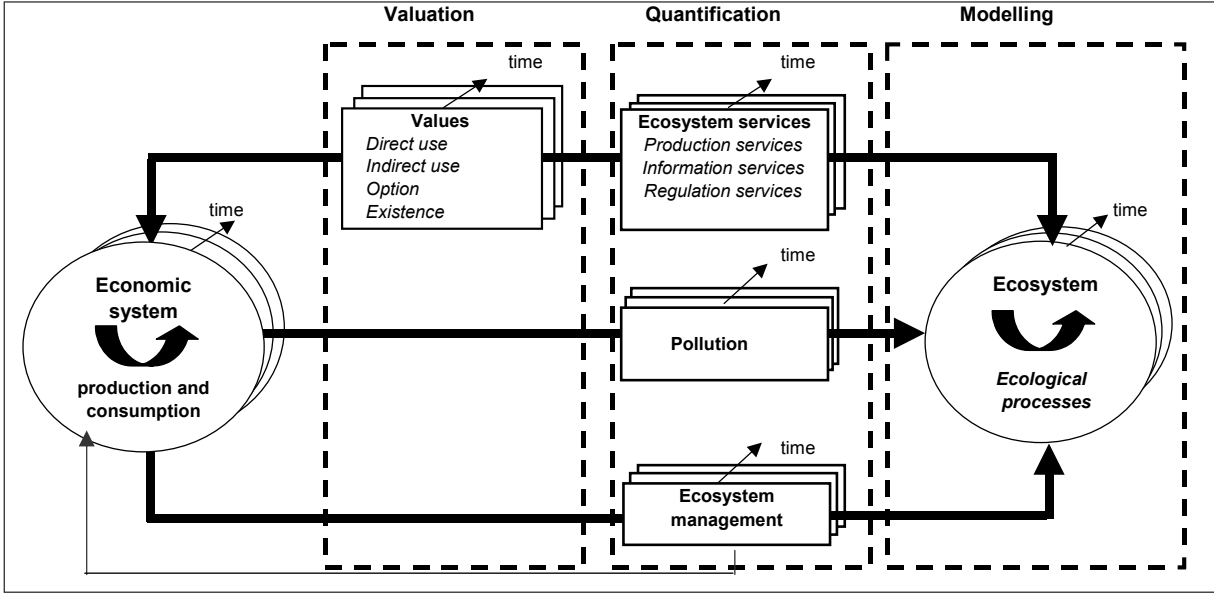 Valuation
Quantification
Modelling
time
Values
Direct use
Indirect use
Option
Existence
time
Ecosystem services
Production services
Information services
Regulation services
time
Economic
system
production and
consumption
time
Pollution
time
Ecosystem
Ecological
processes
time
Ecosystem
management